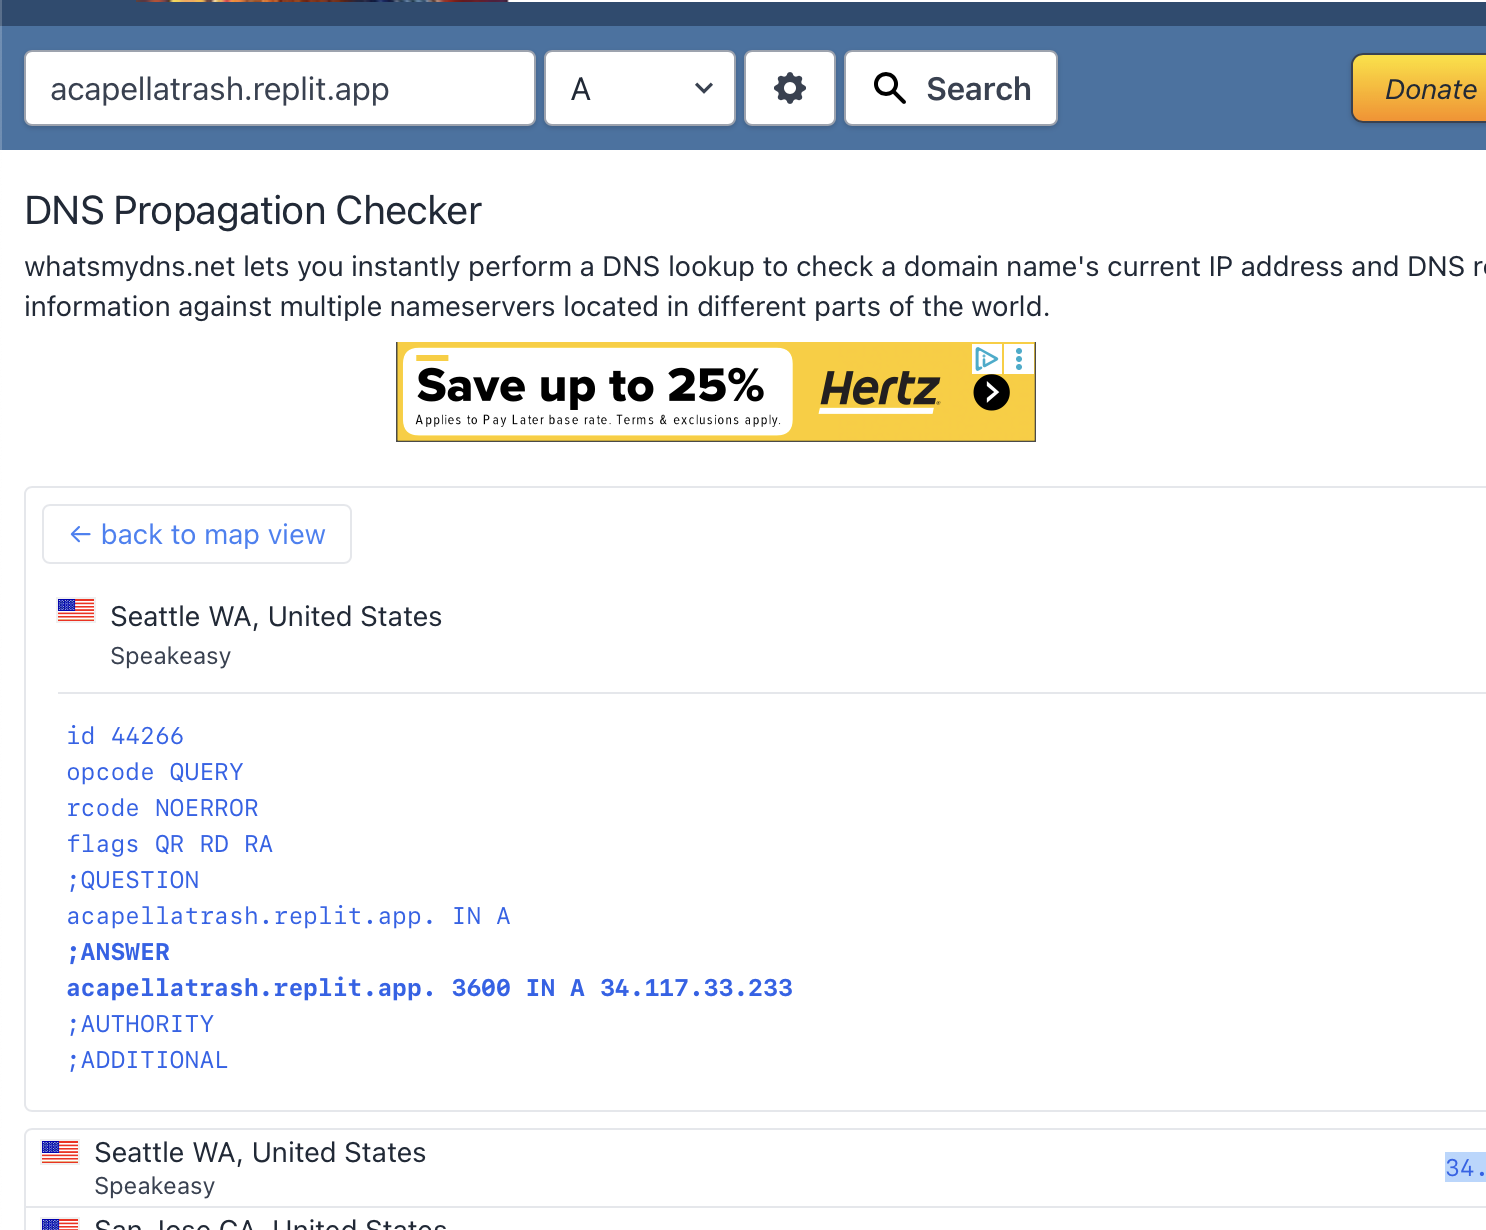 acapellatrash.replit.app
A
Search
Donate
DNS Propagation Checker
whatsmydns.net lets you instantly perform a DNS lookup to check a domain name's current IP address and DNS
information against multiple nameservers located in different parts of the world.
Save up to 25%
Applies to Pay Later base rate. Terms & exclusions apply.
Hertz
← back to map view
Seattle WA, United States
Speakeasy
id 44266
opcode QUERY
rcode NOERROR
flags QR RD RA
;QUESTION
acapellatrash.replit.app. IN A
;ANSWER
acapellatrash.replit.app. 3600 IN A 34.117.33.233
;AUTHORITY
;ADDITIONAL
Seattle WA, United States
34.
Speakeasy
San Jose CA, United States